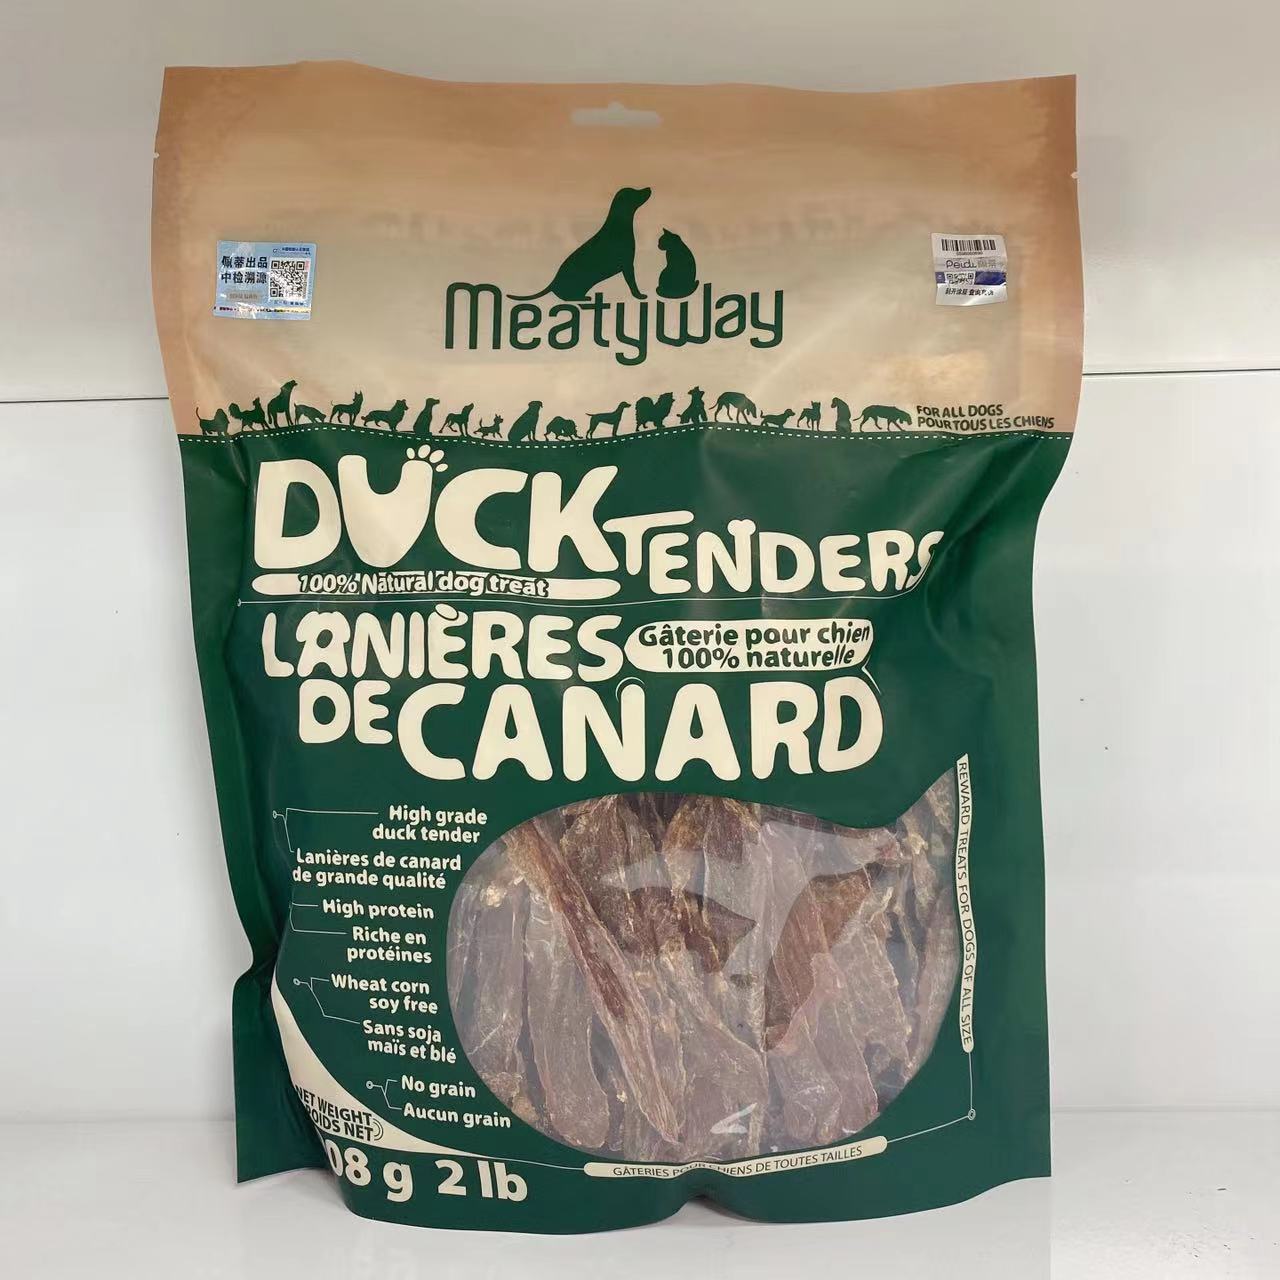 佩蒂出品
中检溯源
Peidi
MeatyWay
FOR ALL DOGS
POUR TOUS LES CHIENS
DUCK TENDERS
100% Natural dog treat
LANIÈRES
DE CANARD
Gâterie pour chien
100% naturelle
High grade
duck tender
Lanières de canard
de grande qualité
High protein
Riche en
protéines
Wheat corn
soy free
Sans soja
maïs et blé
No grain
Aucun grain
REWARD TREATS FOR DOGS OF ALL SIZE
NET WEIGHT
POIDS NET
08 g 2 lb
GÂTERIES POUR CHIENS DE TOUTES TAILLES